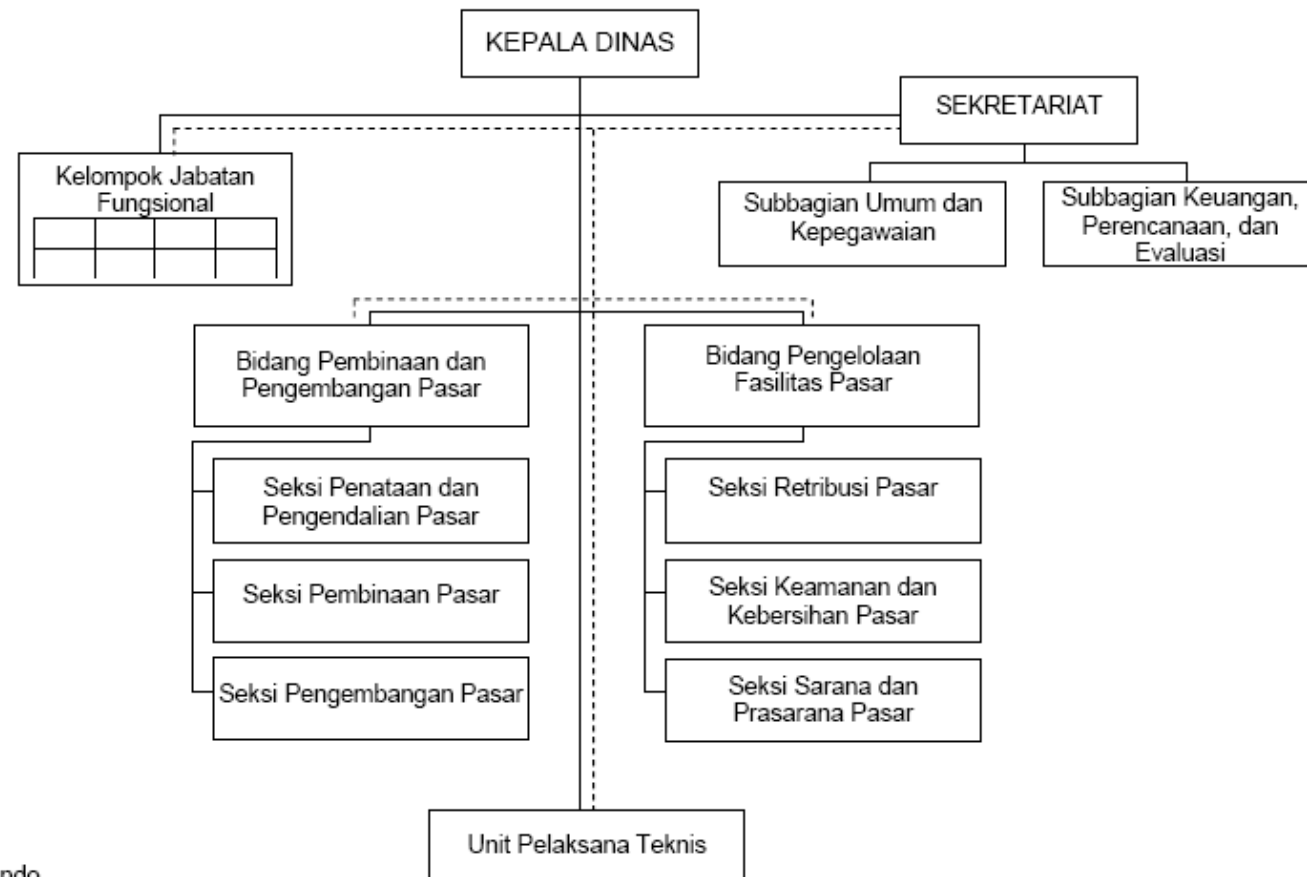 KEPALA DINAS
SEKRETARIAT
Kelompok Jabatan
Fungsional
Subbagian Umum dan
Kepegawaian
Subbagian Keuangan,
Perencanaan, dan
Evaluasi
Bidang Pembinaan dan
Pengembangan Pasar
Bidang Pengelolaan
Fasilitas Pasar
Seksi Penataan dan
Pengendalian Pasar
Seksi Pembinaan Pasar
Seksi Pengembangan Pasar
Seksi Retribusi Pasar
Seksi Keamanan dan
Kebersihan Pasar
Seksi Sarana dan
Prasarana Pasar
Unit Pelaksana Teknis